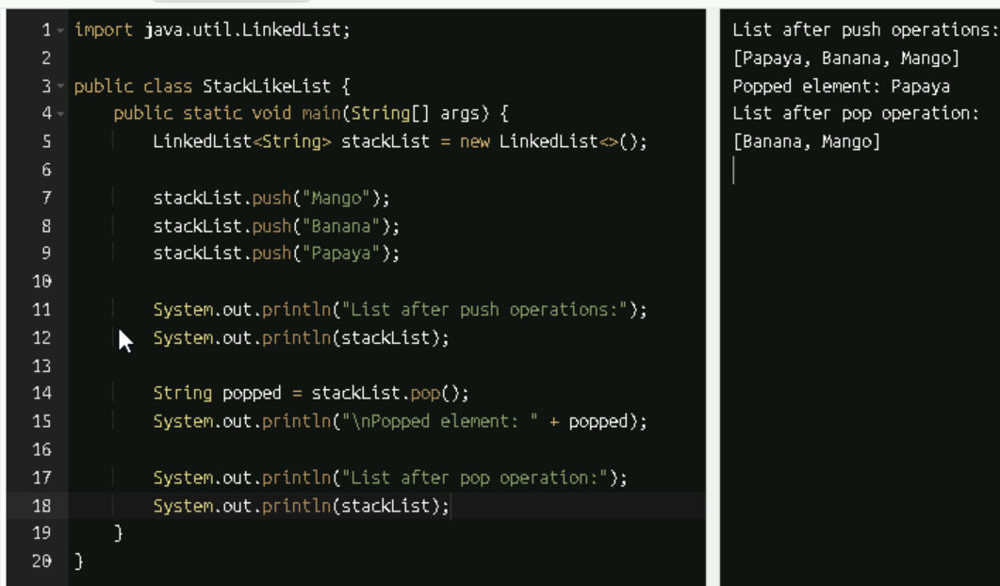 1 import java.util.LinkedList;
2
3 public class StackLikeList {
4     public static void main(String[] args) {
5         LinkedList<String> stackList = new LinkedList<>();
6
7         stackList.push("Mango");
8         stackList.push("Banana");
9         stackList.push("Papaya");
10
11         System.out.println("List after push operations:");
12         System.out.println(stackList);
13
14         String popped = stackList.pop();
15         System.out.println("\nPopped element: " + popped);
16
17         System.out.println("List after pop operation:");
18         System.out.println(stackList);
19     }
20 }
List after push operations:
[Papaya, Banana, Mango]
Popped element: Papaya
List after pop operation:
[Banana, Mango]